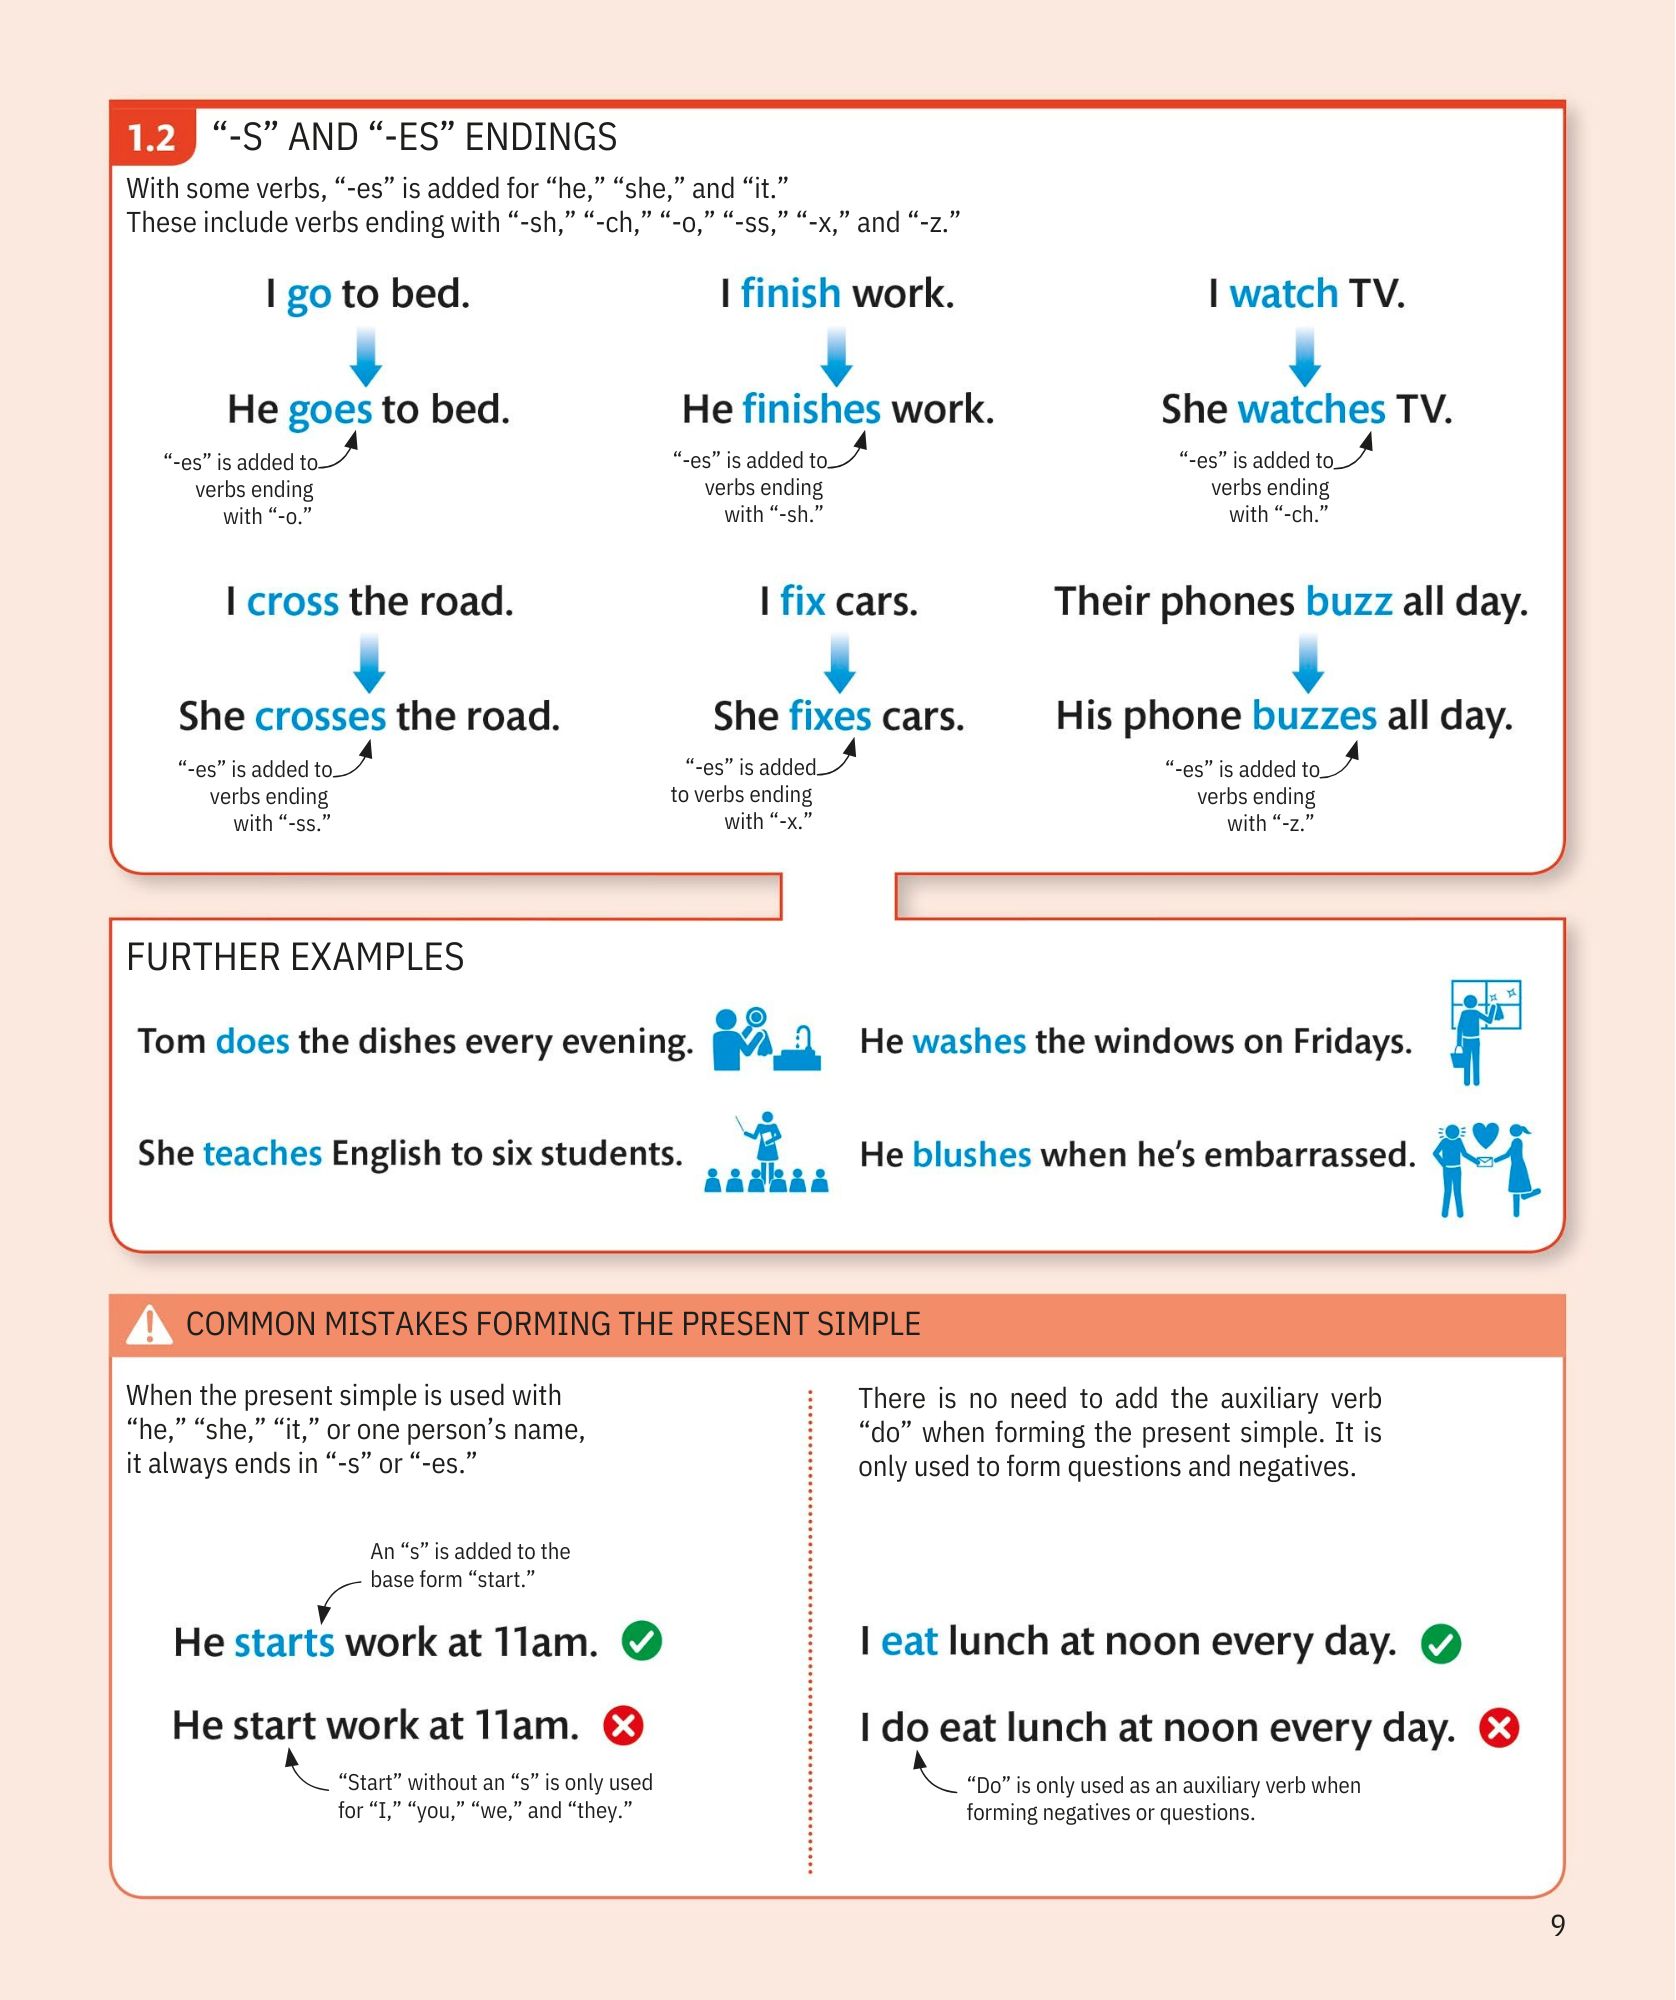 1.2 “-S” AND “-ES” ENDINGS
With some verbs, “-es” is added for “he,” “she,” and “it.”
These include verbs ending with “-sh,” “-ch,” “-o,” “-ss,” “-x,” and “-z.”
I go to bed.
He goes to bed.
“-es” is added to
verbs ending
with “-o.”
I finish work.
He finishes work.
“-es” is added to
verbs ending
with “-sh.”
I watch TV.
She watches TV.
“-es” is added to
verbs ending
with “-ch.”
I cross the road.
She crosses the road.
“-es” is added to
verbs ending
with “-ss.”
I fix cars.
She fixes cars.
“-es” is added
to verbs ending
with “-x.”
Their phones buzz all day.
His phone buzzes all day.
“-es” is added to
verbs ending
with “-z.”
FURTHER EXAMPLES
Tom does the dishes every evening.
He washes the windows on Fridays.
She teaches English to six students.
He blushes when he’s embarrassed.
COMMON MISTAKES FORMING THE PRESENT SIMPLE
When the present simple is used with
“he,” “she,” “it,” or one person’s name,
it always ends in “-s” or “-es.”
An “s” is added to the
base form “start.”
He starts work at 11am.
He start work at 11am.
“Start” without an “s” is only used
for “I,” “you,” “we,” and “they.”
There is no need to add the auxiliary verb
“do” when forming the present simple. It is
only used to form questions and negatives.
I eat lunch at noon every day.
I do eat lunch at noon every day.
“Do” is only used as an auxiliary verb when
forming negatives or questions.
9